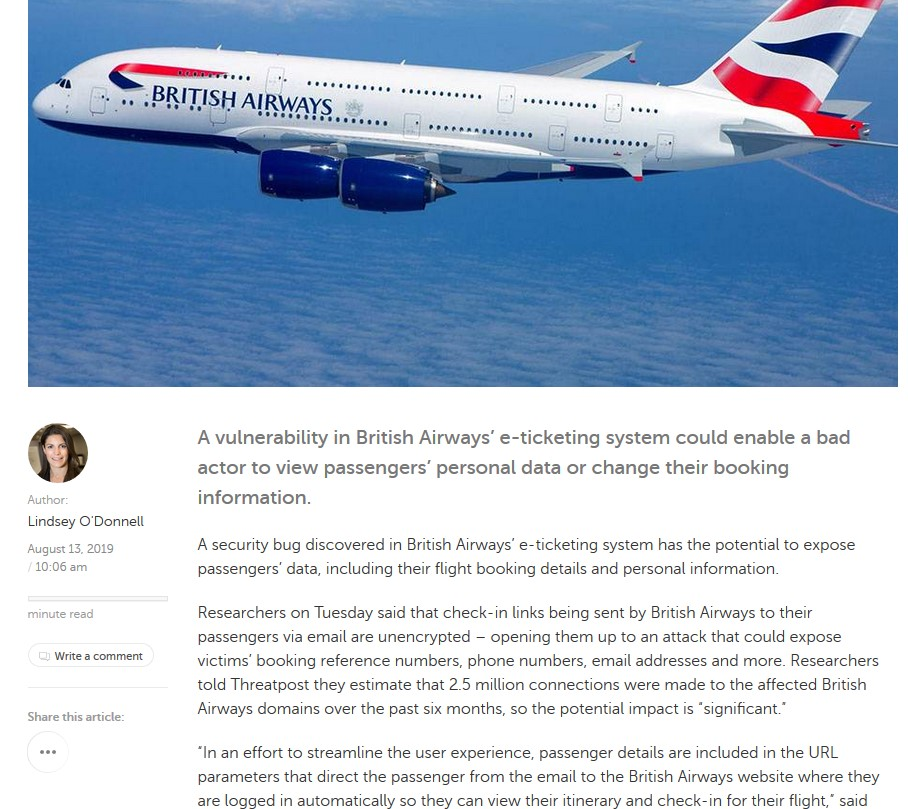 BRITISH AIRWAYS
A vulnerability in British Airways’ e-ticketing system could enable a bad
actor to view passengers’ personal data or change their booking
information.
Author:
Lindsey O’Donnell
August 13, 2019
/ 10:06 am
minute read
Write a comment
Share this article:
A security bug discovered in British Airways’ e-ticketing system has the potential to expose
passengers’ data, including their flight booking details and personal information.
Researchers on Tuesday said that check-in links being sent by British Airways to their
passengers via email are unencrypted – opening them up to an attack that could expose
victims’ booking reference numbers, phone numbers, email addresses and more. Researchers
told Threatpost they estimate that 2.5 million connections were made to the affected British
Airways domains over the past six months, so the potential impact is “significant.”
“In an effort to streamline the user experience, passenger details are included in the URL
parameters that direct the passenger from the email to the British Airways website where they
are logged in automatically so they can view their itinerary and check-in for their flight,” said